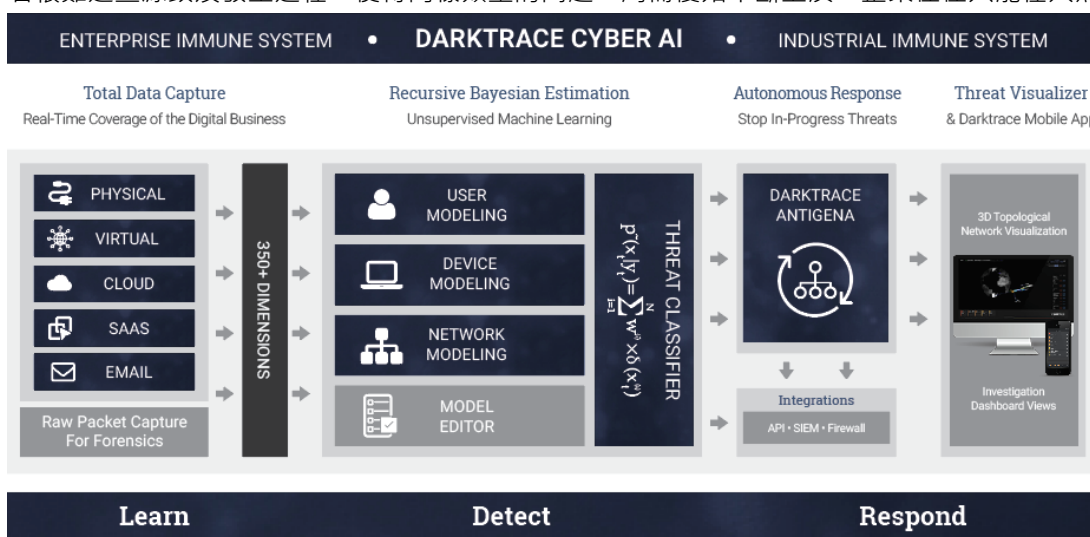 ENTERPRISE IMMUNE SYSTEM • DARKTRACE CYBER AI • INDUSTRIAL IMMUNE SYSTEM
Total Data Capture
Real-Time Coverage of the Digital Business
Recursive Bayesian Estimation
Unsupervised Machine Learning
Autonomous Response
Stop In-Progress Threats
Threat Visualizer
& Darktrace Mobile App
PHYSICAL
VIRTUAL
CLOUD
SAAS
EMAIL
Raw Packet Capture
For Forensics
350+ DIMENSIONS
USER
MODELING
DEVICE
MODELING
NETWORK
MODELING
MODEL
EDITOR
THREAT CLASSIFIER
DARKTRACE
ANTIGENA
Integrations
API • SIEM • Firewall
3D Topological
Network Visualization
Investigation
Dashboard Views
Learn
Detect
Respond